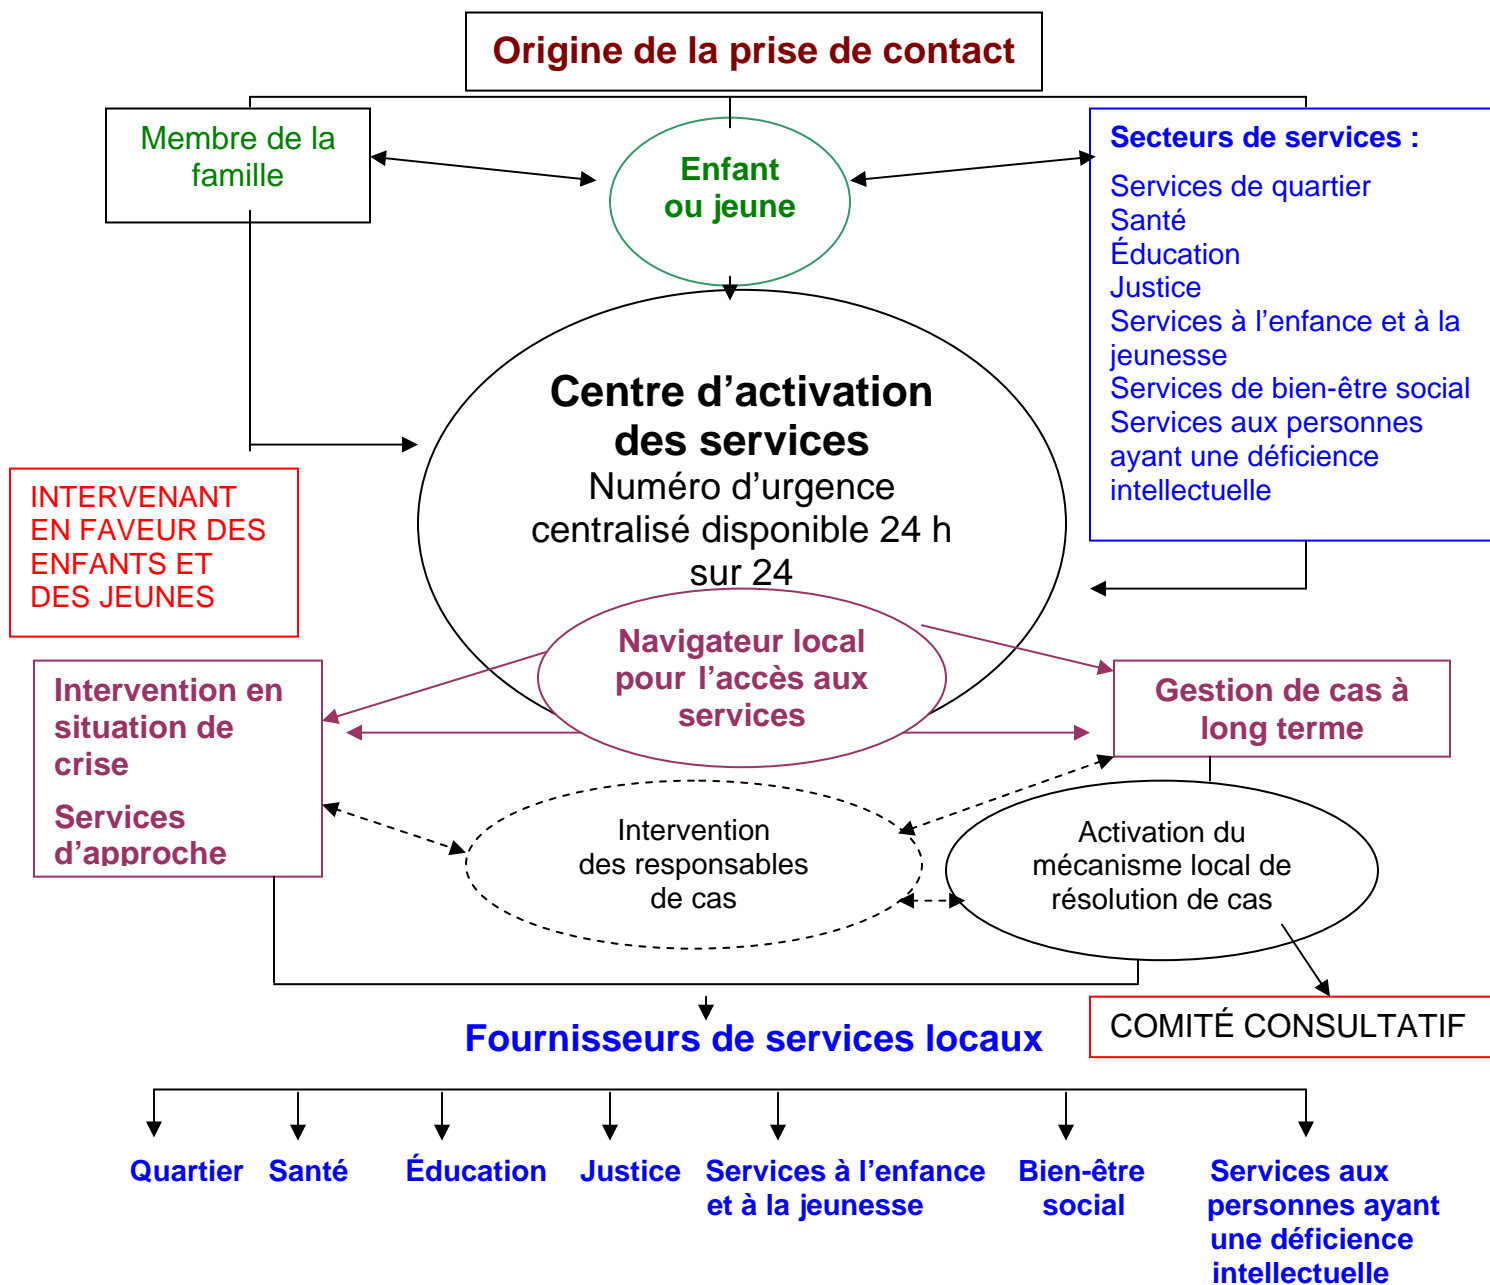 Origine de la prise de contact
Membre de la
famille
Enfant
ou jeune
Secteurs de services :
Services de quartier
Santé
Éducation
Justice
Services à l’enfance et à la
jeunesse
Services de bien-être social
Services aux personnes
ayant une déficience
intellectuelle
Centre d’activation
des services
Numéro d’urgence
centralisé disponible 24 h
sur 24
INTERVENANT
EN FAVEUR DES
ENFANTS ET
DES JEUNES
Navigateur local
pour l’accès aux
services
Intervention en
situation de
crise
Services
d’approche
Gestion de cas à
long terme
Intervention
des responsables
de cas
Activation du
mécanisme local de
résolution de cas
COMITÉ CONSULTATIF
Fournisseurs de services locaux
Quartier
Santé
Éducation
Justice
Services à l’enfance
et à la jeunesse
Bien-être
social
Services aux
personnes ayant
une déficience
intellectuelle